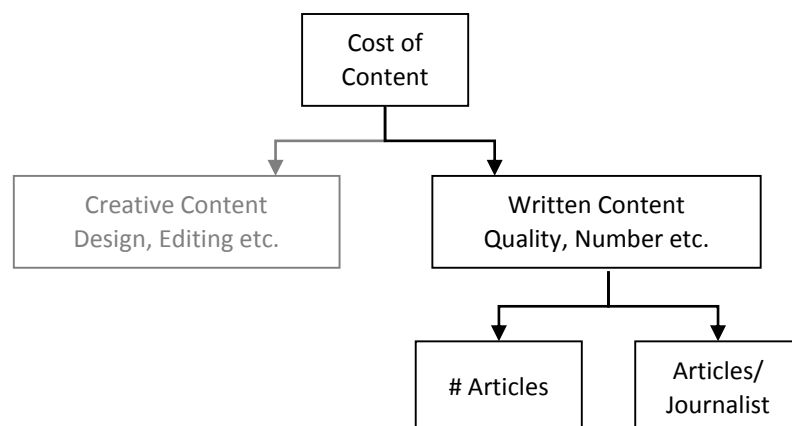 Cost of
Content
Creative Content
Design, Editing etc.
Written Content
Quality, Number etc.
# Articles
Articles/
Journalist